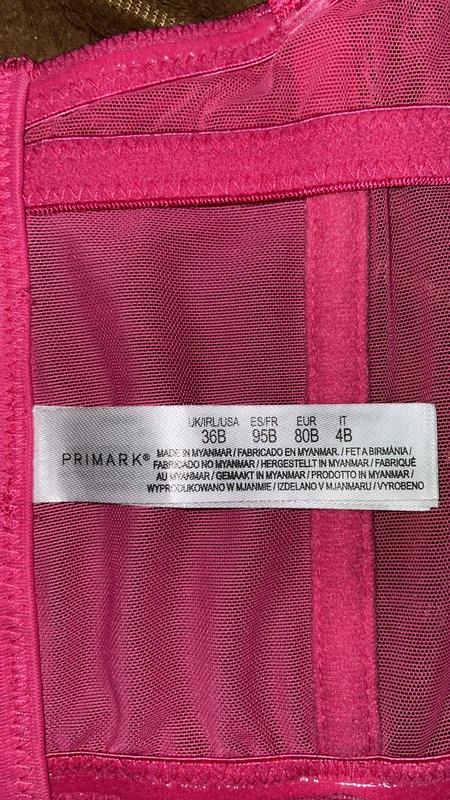 UK/IRL/USA ES/FR EUR IT
36B 95B 80B 4B
PRIMARK®
MADE IN MYANMAR / FABRICADO EN MYANMAR. / FET A BIRMÀNIA /
FABRICADO NO MYANMAR / HERGESTELLT IN MYANMAR / FABRIQUÉ
AU MYANMAR / GEMAAKT IN MYANMAR / PRODOTTO IN MYANMAR /
WYPRODUKOWANO W MJANMIE / IZDELANO V MJANMARU / VYROBENO